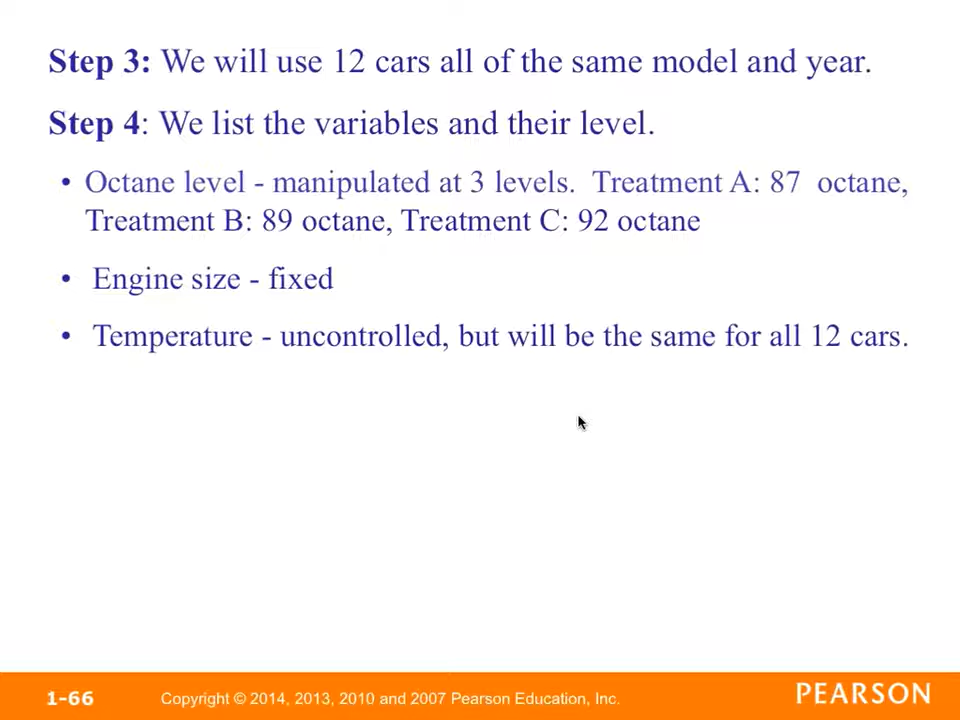 Step 3: We will use 12 cars all of the same model and year.
Step 4: We list the variables and their level.
• Octane level - manipulated at 3 levels. Treatment A: 87 octane,
Treatment B: 89 octane, Treatment C: 92 octane
• Engine size - fixed
• Temperature - uncontrolled, but will be the same for all 12 cars.
1-66
Copyright © 2014, 2013, 2010 and 2007 Pearson Education, Inc.
PEARSON